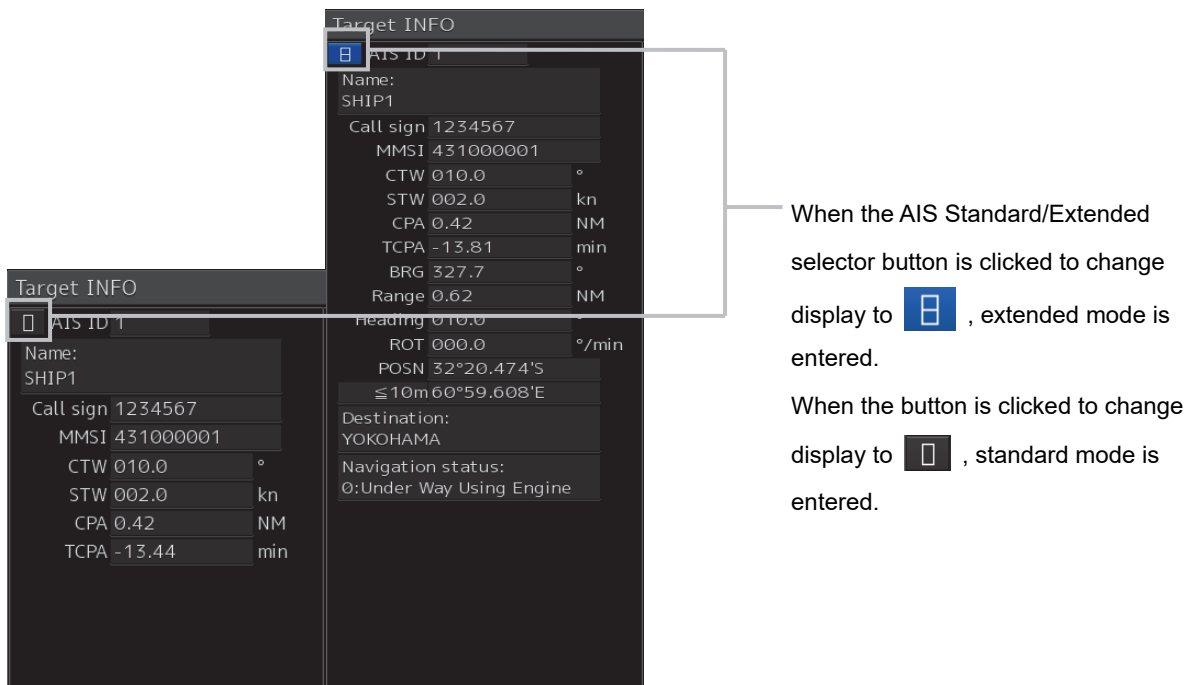 Target INFO
AIS ID 1
Name:
SHIP1
Call sign 1234567
MMSI 431000001
CTW 010.0 °
STW 002.0 kn
CPA 0.42 NM
TCPA -13.44 min
Target INFO
AIS ID 1
Name:
SHIP1
Call sign 1234567
MMSI 431000001
CTW 010.0 °
STW 002.0 kn
CPA 0.42 NM
TCPA -13.81 min
BRG 327.7 °
Range 0.62 NM
Heading 010.0 °
ROT 000.0 °/min
POSN 32°20.474'S
≦10m 60°59.608'E
Destination:
YOKOHAMA
Navigation status:
0:Under Way Using Engine
When the AIS Standard/Extended
selector button is clicked to change
display to , extended mode is
entered.
When the button is clicked to change
display to , standard mode is
entered.